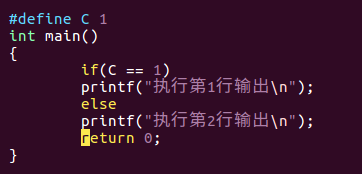 #define C 1
int main()
{
        if(C == 1)
        printf("执行第1行输出\n");
        else
        printf("执行第2行输出\n");
        return 0;
}